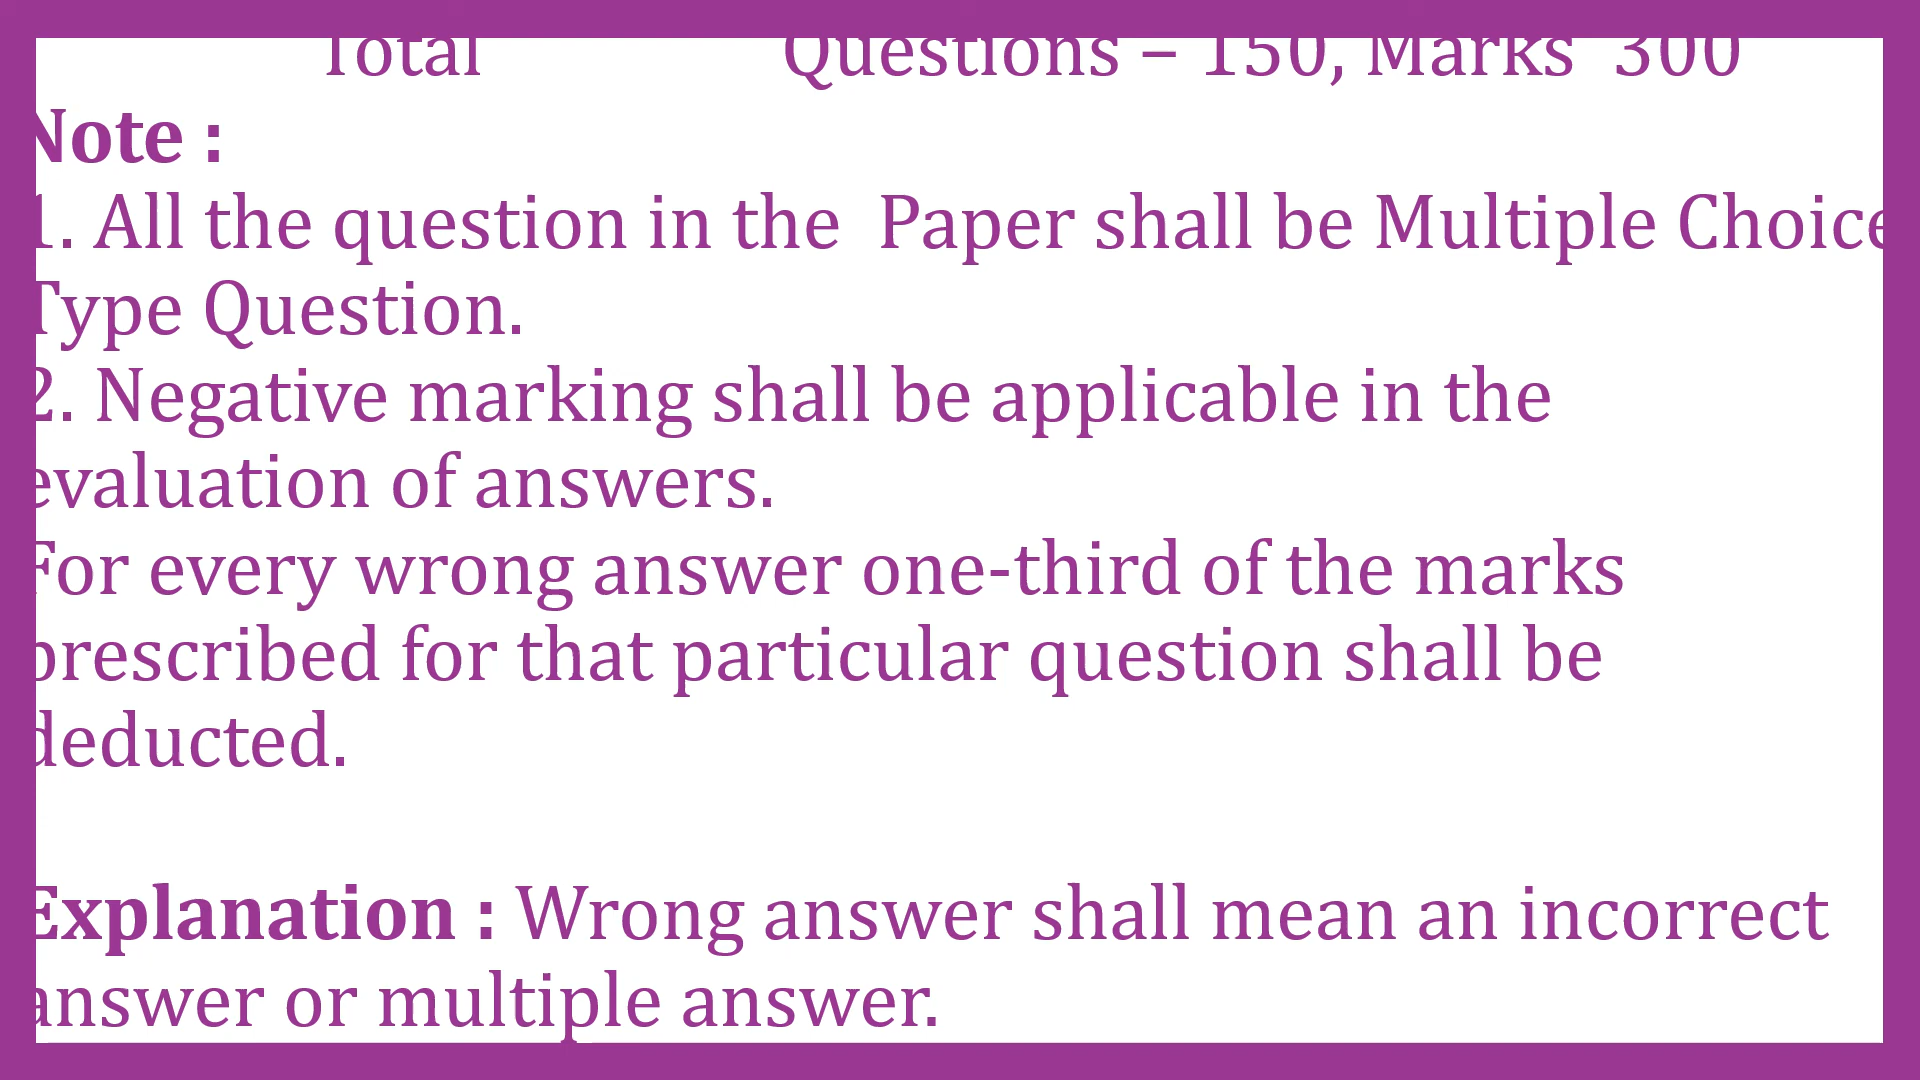 Total Questions – 150, Marks 300
Note :
1. All the question in the Paper shall be Multiple Choice
Type Question.
2. Negative marking shall be applicable in the
evaluation of answers.
For every wrong answer one-third of the marks
prescribed for that particular question shall be
deducted.
Explanation : Wrong answer shall mean an incorrect
answer or multiple answer.